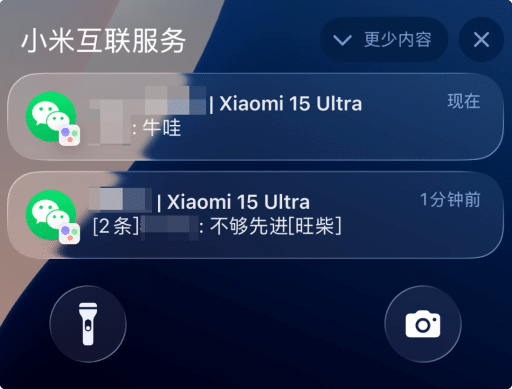 小米互联服务
更少内容
| Xiaomi 15 Ultra
现在
: 牛哇
| Xiaomi 15 Ultra
1分钟前
[2 条] : 不够先进[旺柴]